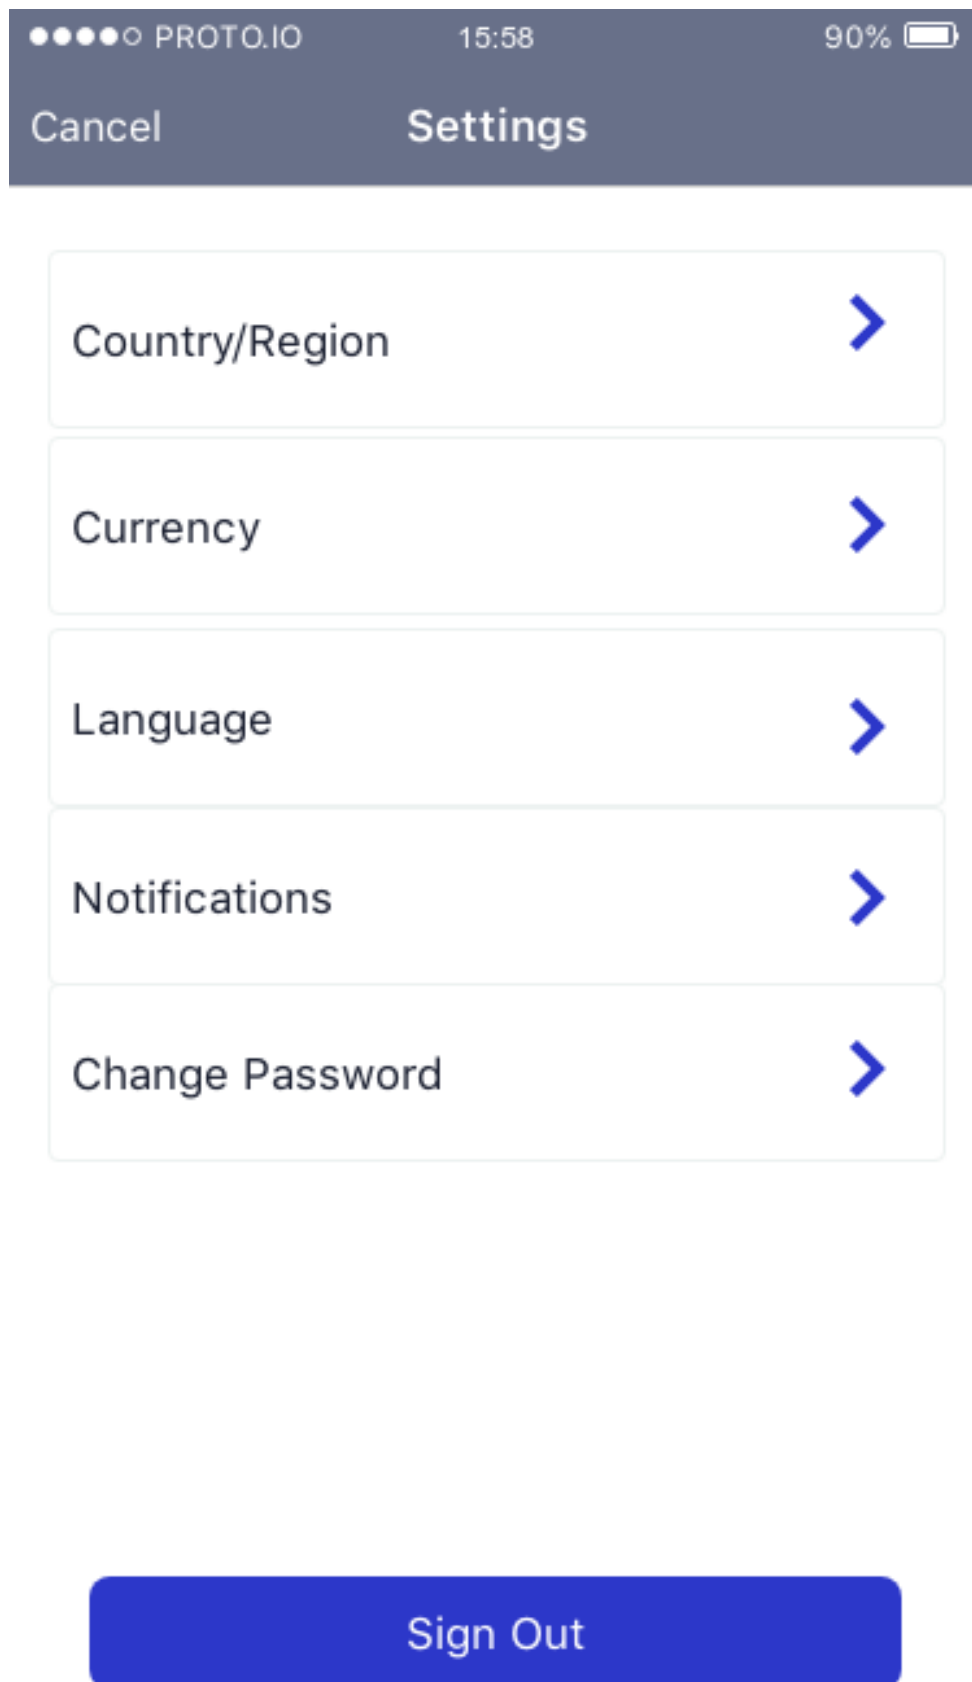 PROTO.IO 15:58 90%
Cancel Settings
Country/Region
Currency
Language
Notifications
Change Password
Sign Out